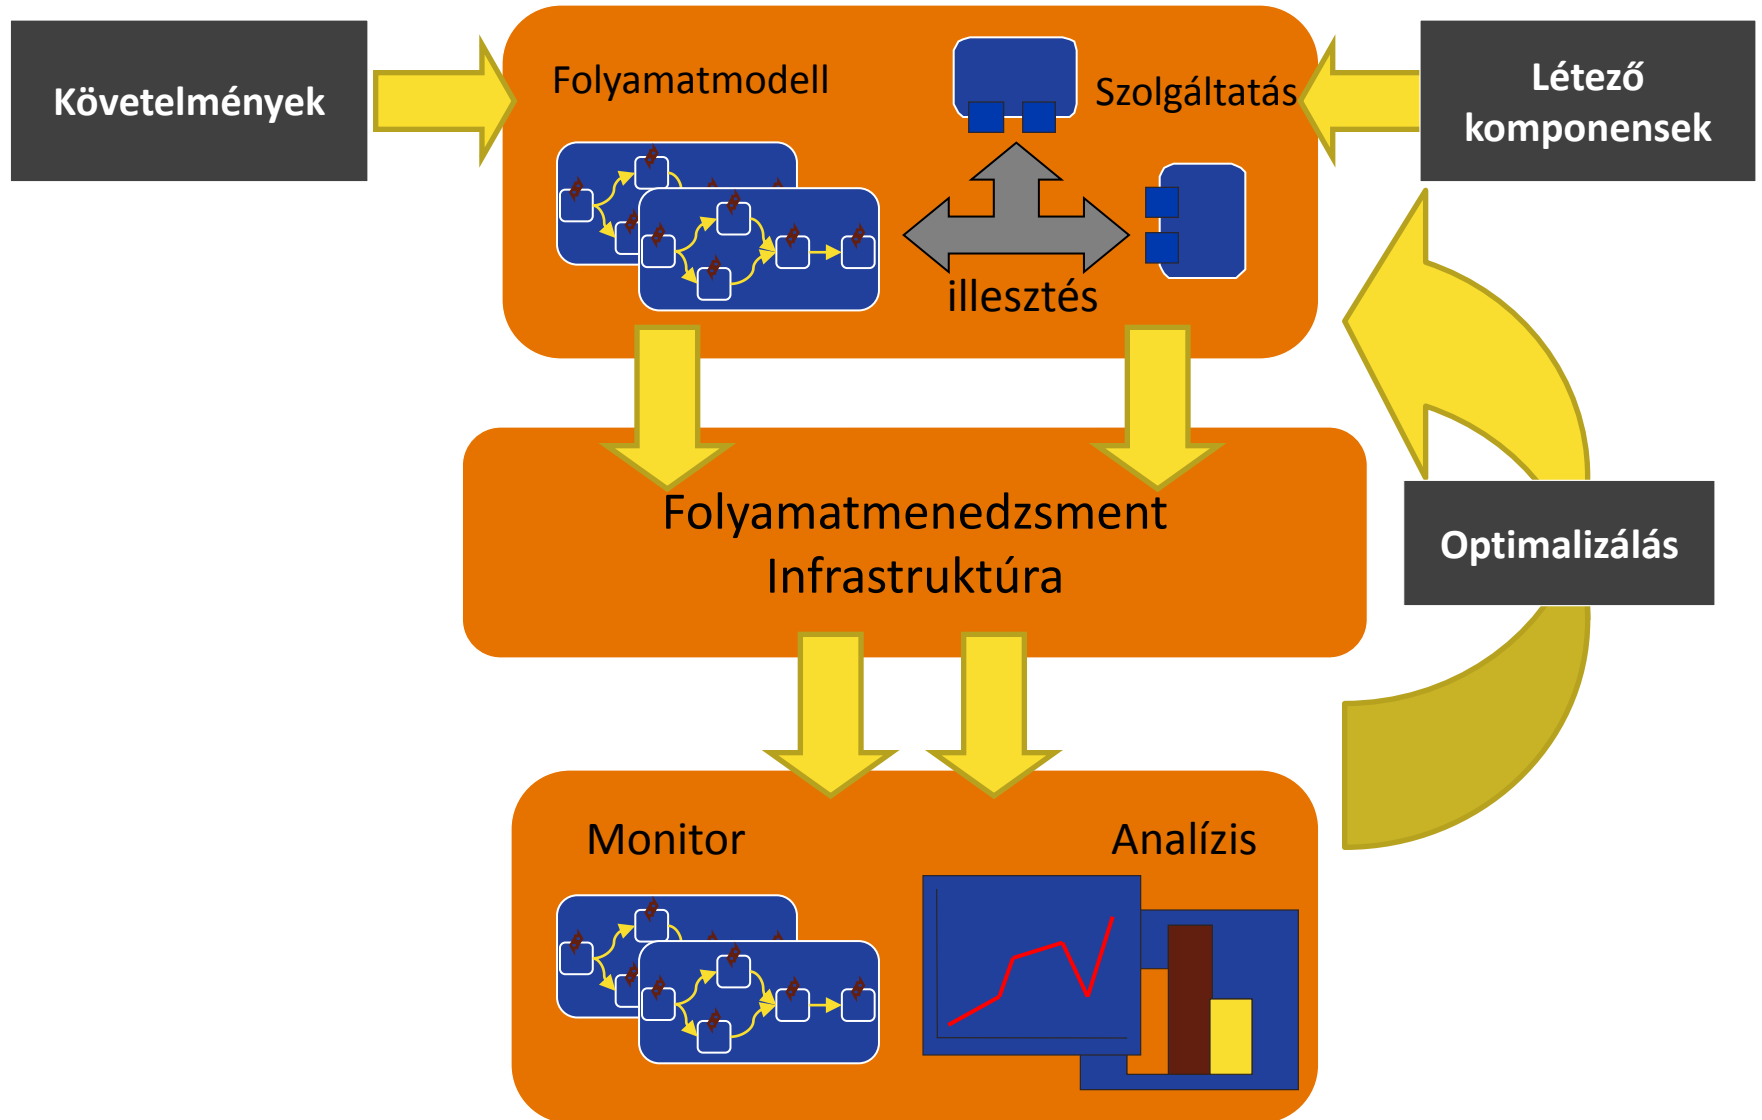 Követelmények
Folyamatmodell
Szolgáltatás
Létező
komponensek
illesztés
Folyamatmenedzsment
Infrastruktúra
Optimalizálás
Monitor
Analízis